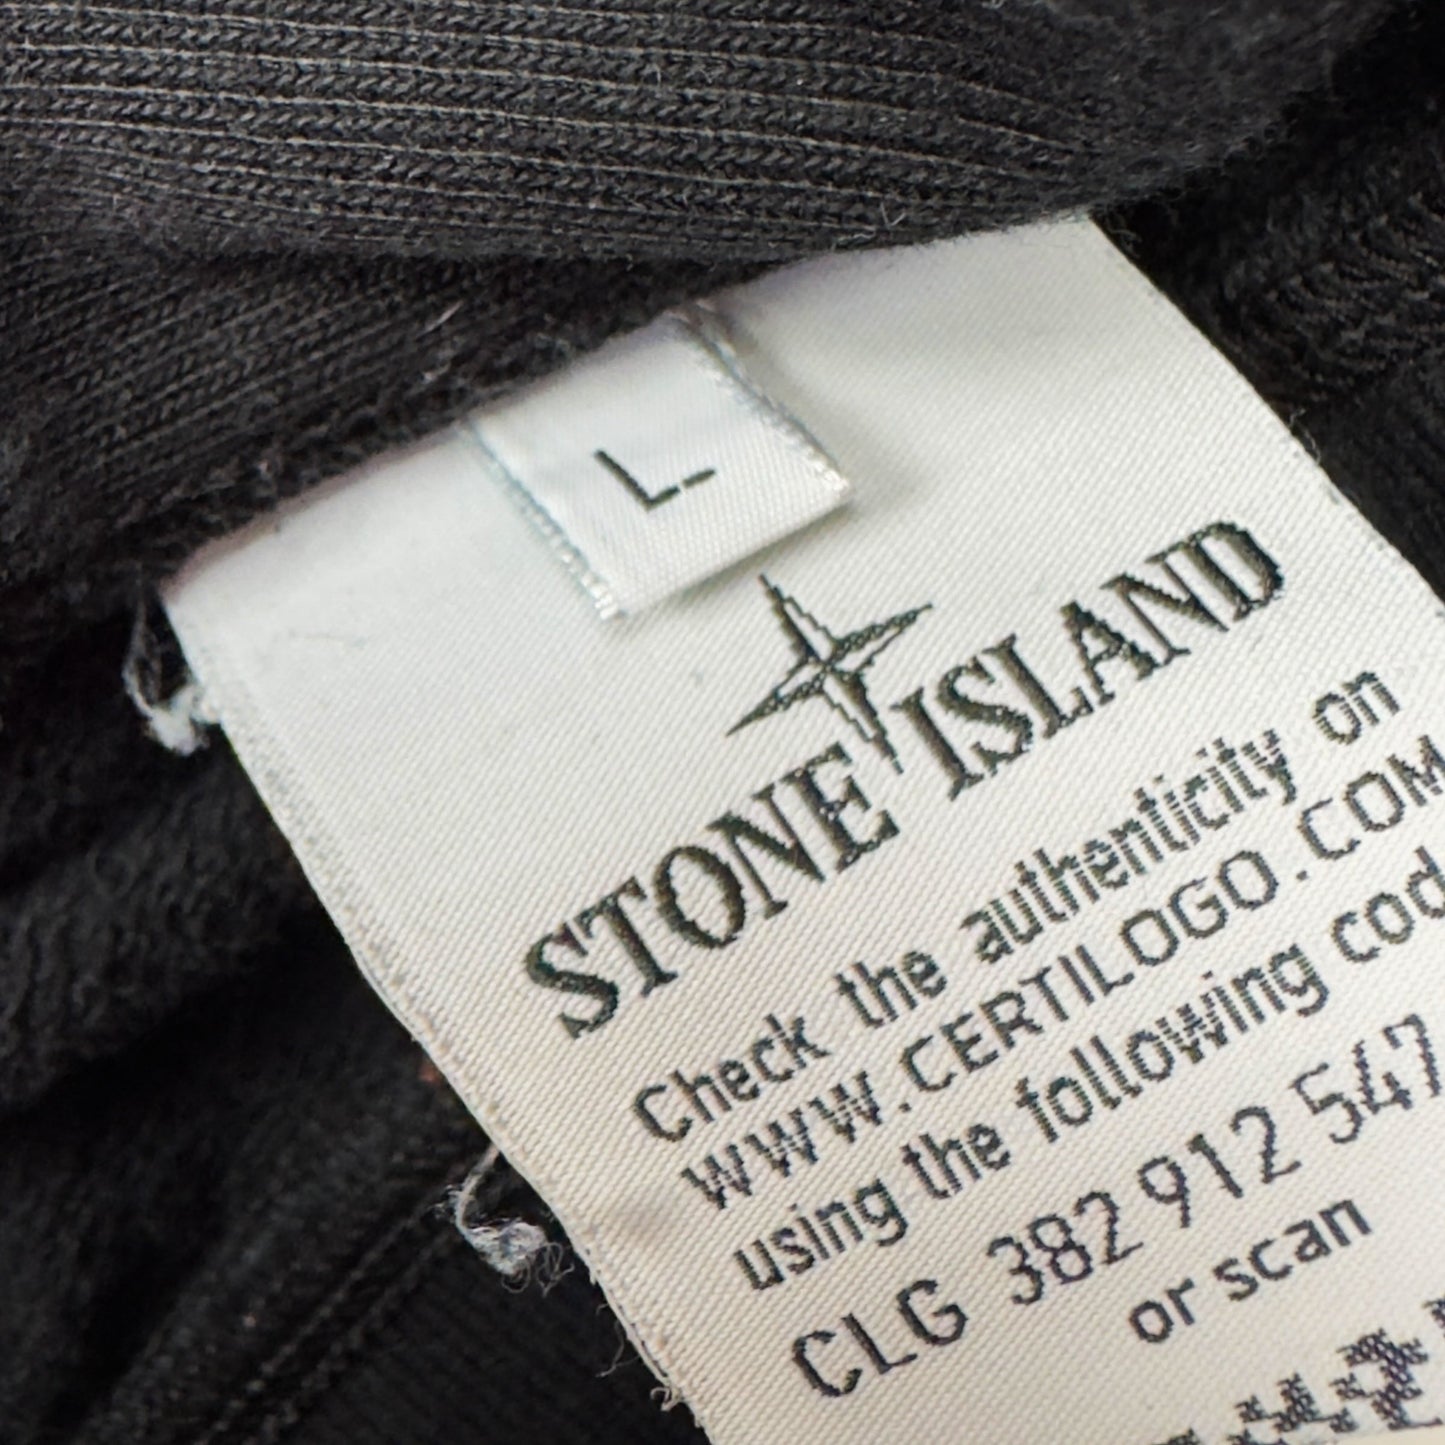 L
STONE ISLAND
Check the authenticity on
WWW.CERTILOGO.COM
using the following cod
CLG 382 912 547
or scan